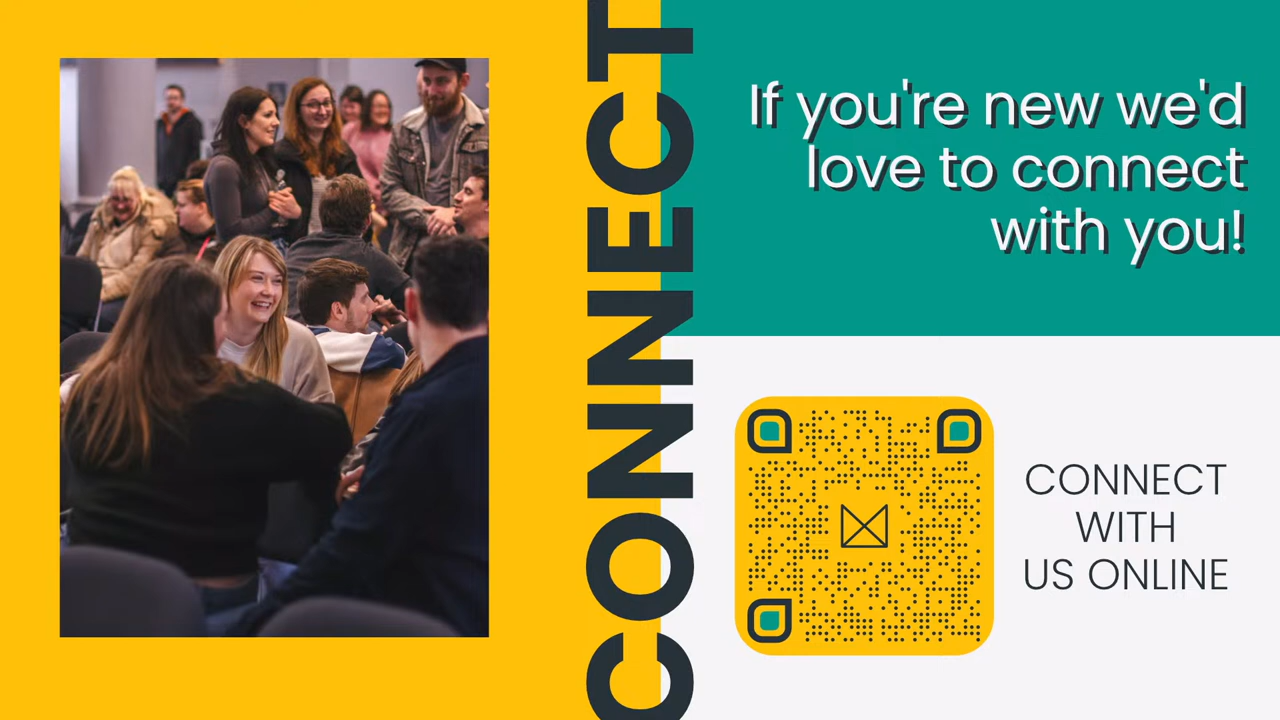 CONNECT
If you're new we'd
love to connect
with you!
CONNECT
WITH
US ONLINE